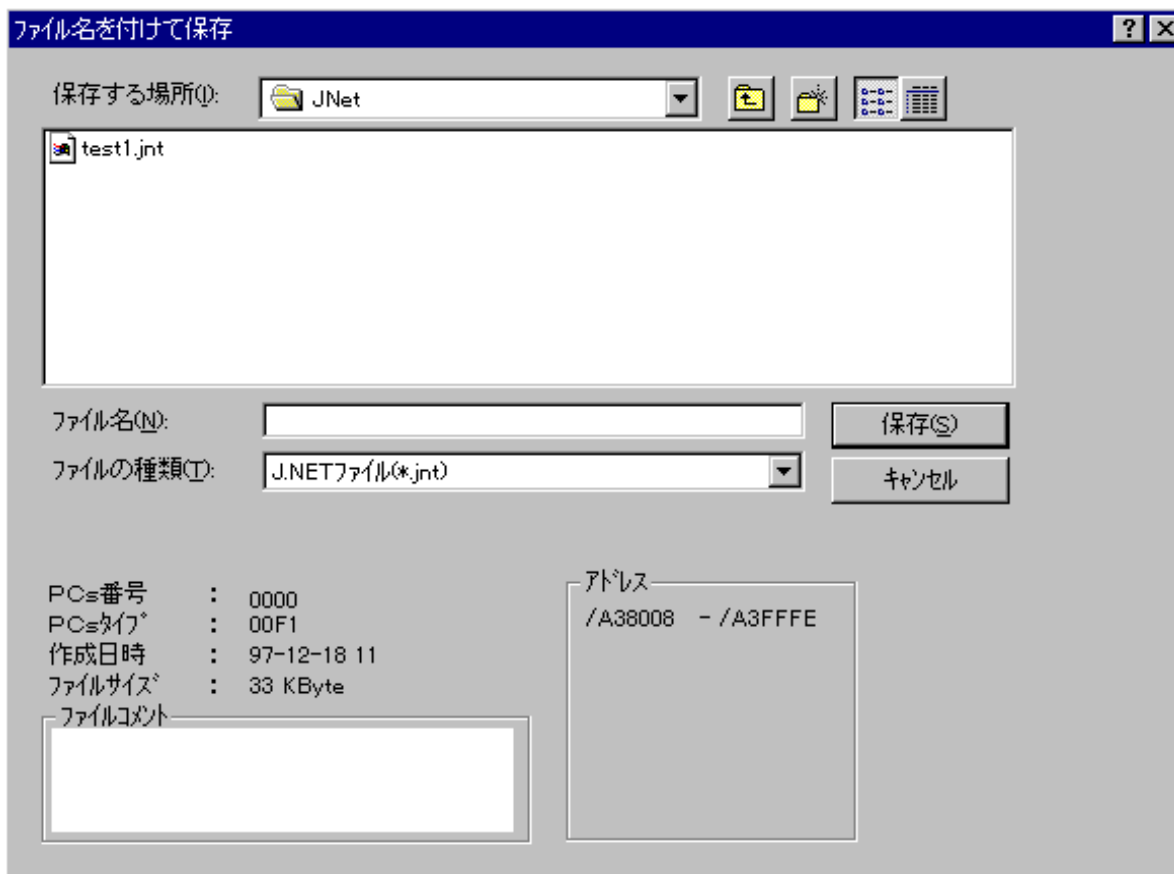 ファイル名を付けて保存
保存する場所(I):
JNet
test1.jnt
ファイル名(N):
保存(S)
ファイルの種類(T):
J.NETファイル(*.jnt)
キャンセル
PCs番号 : 0000
PCsタイプ : 00F1
作成日時 : 97-12-18 11
ファイルサイズ : 33 KByte
ファイルコメント
アドレス
/A38008 - /A3FFFE